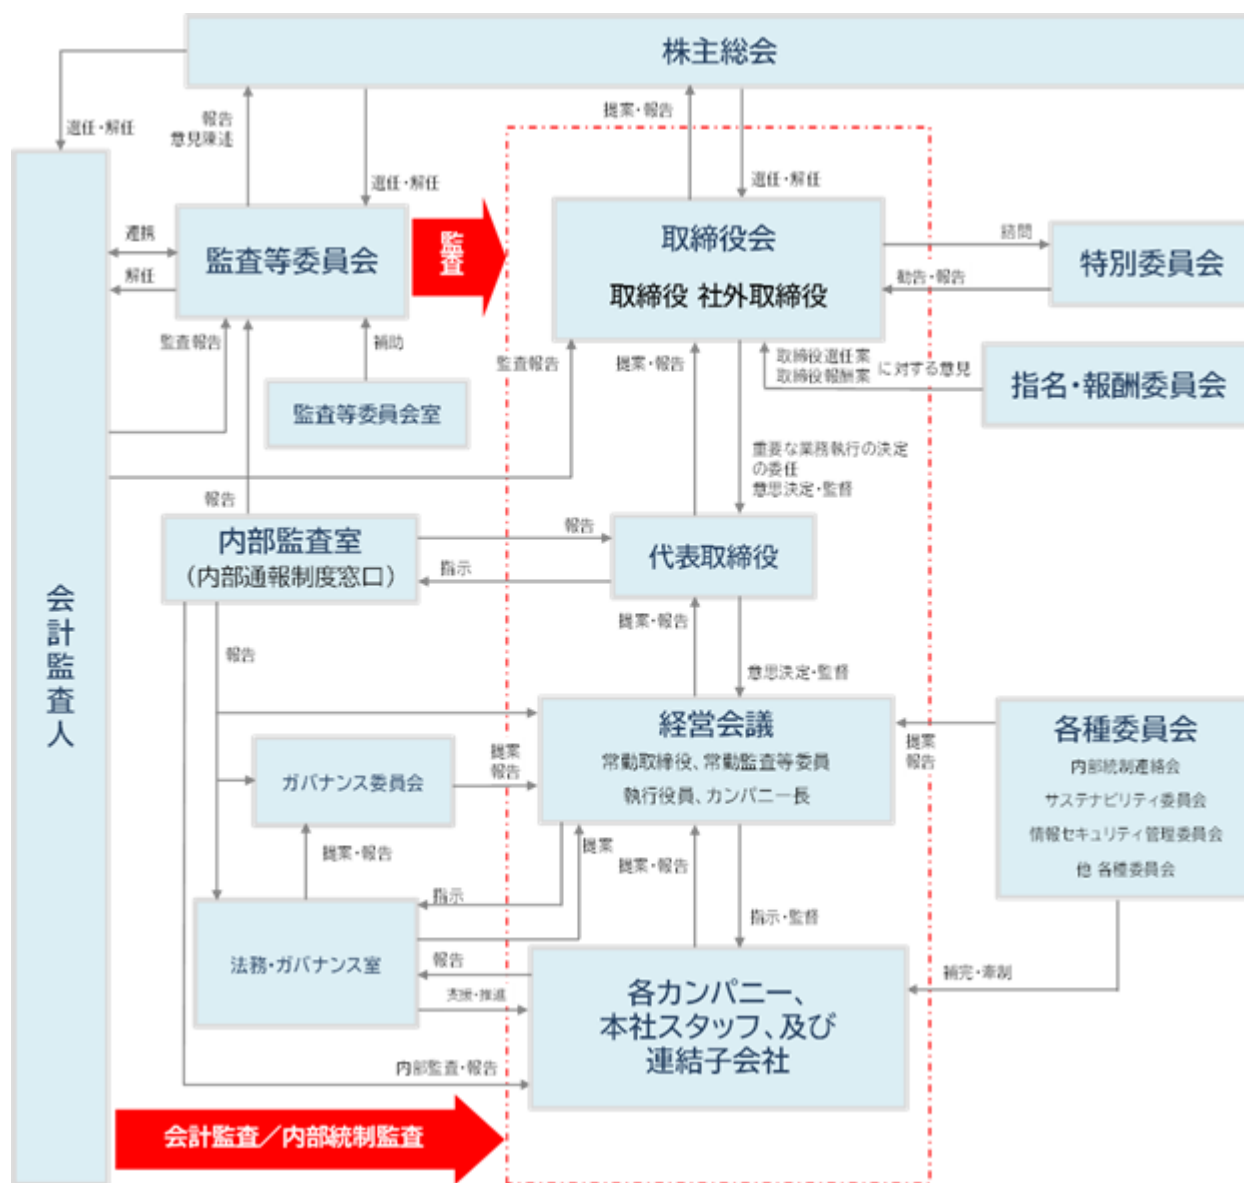 株主総会
選任・解任
報告
意見陳述
選任・解任
提案・報告
選任・解任
監査等委員会
連携
解任
監査
取締役会
取締役 社外取締役
諮問
勧告・報告
特別委員会
監査報告
補助
監査等委員会室
監査報告
提案・報告
取締役選任案
取締役報酬案
に対する意見
指名・報酬委員会
重要な業務執行の決定
の委任
意思決定・監督
報告
内部監査室
（内部通報制度窓口）
報告
指示
代表取締役
会計監査人
報告
提案・報告
意思決定・監督
経営会議
常勤取締役、常勤監査等委員
執行役員、カンパニー長
提案
報告
各種委員会
内部統制連絡会
サステナビリティ委員会
情報セキュリティ管理委員会
他 各種委員会
ガバナンス委員会
提案
報告
提案・報告
提案
提案・報告
指示
指示・監督
法務・ガバナンス室
報告
支援・推進
各カンパニー、
本社スタッフ、及び
連結子会社
補完・牽制
内部監査・報告
会計監査／内部統制監査